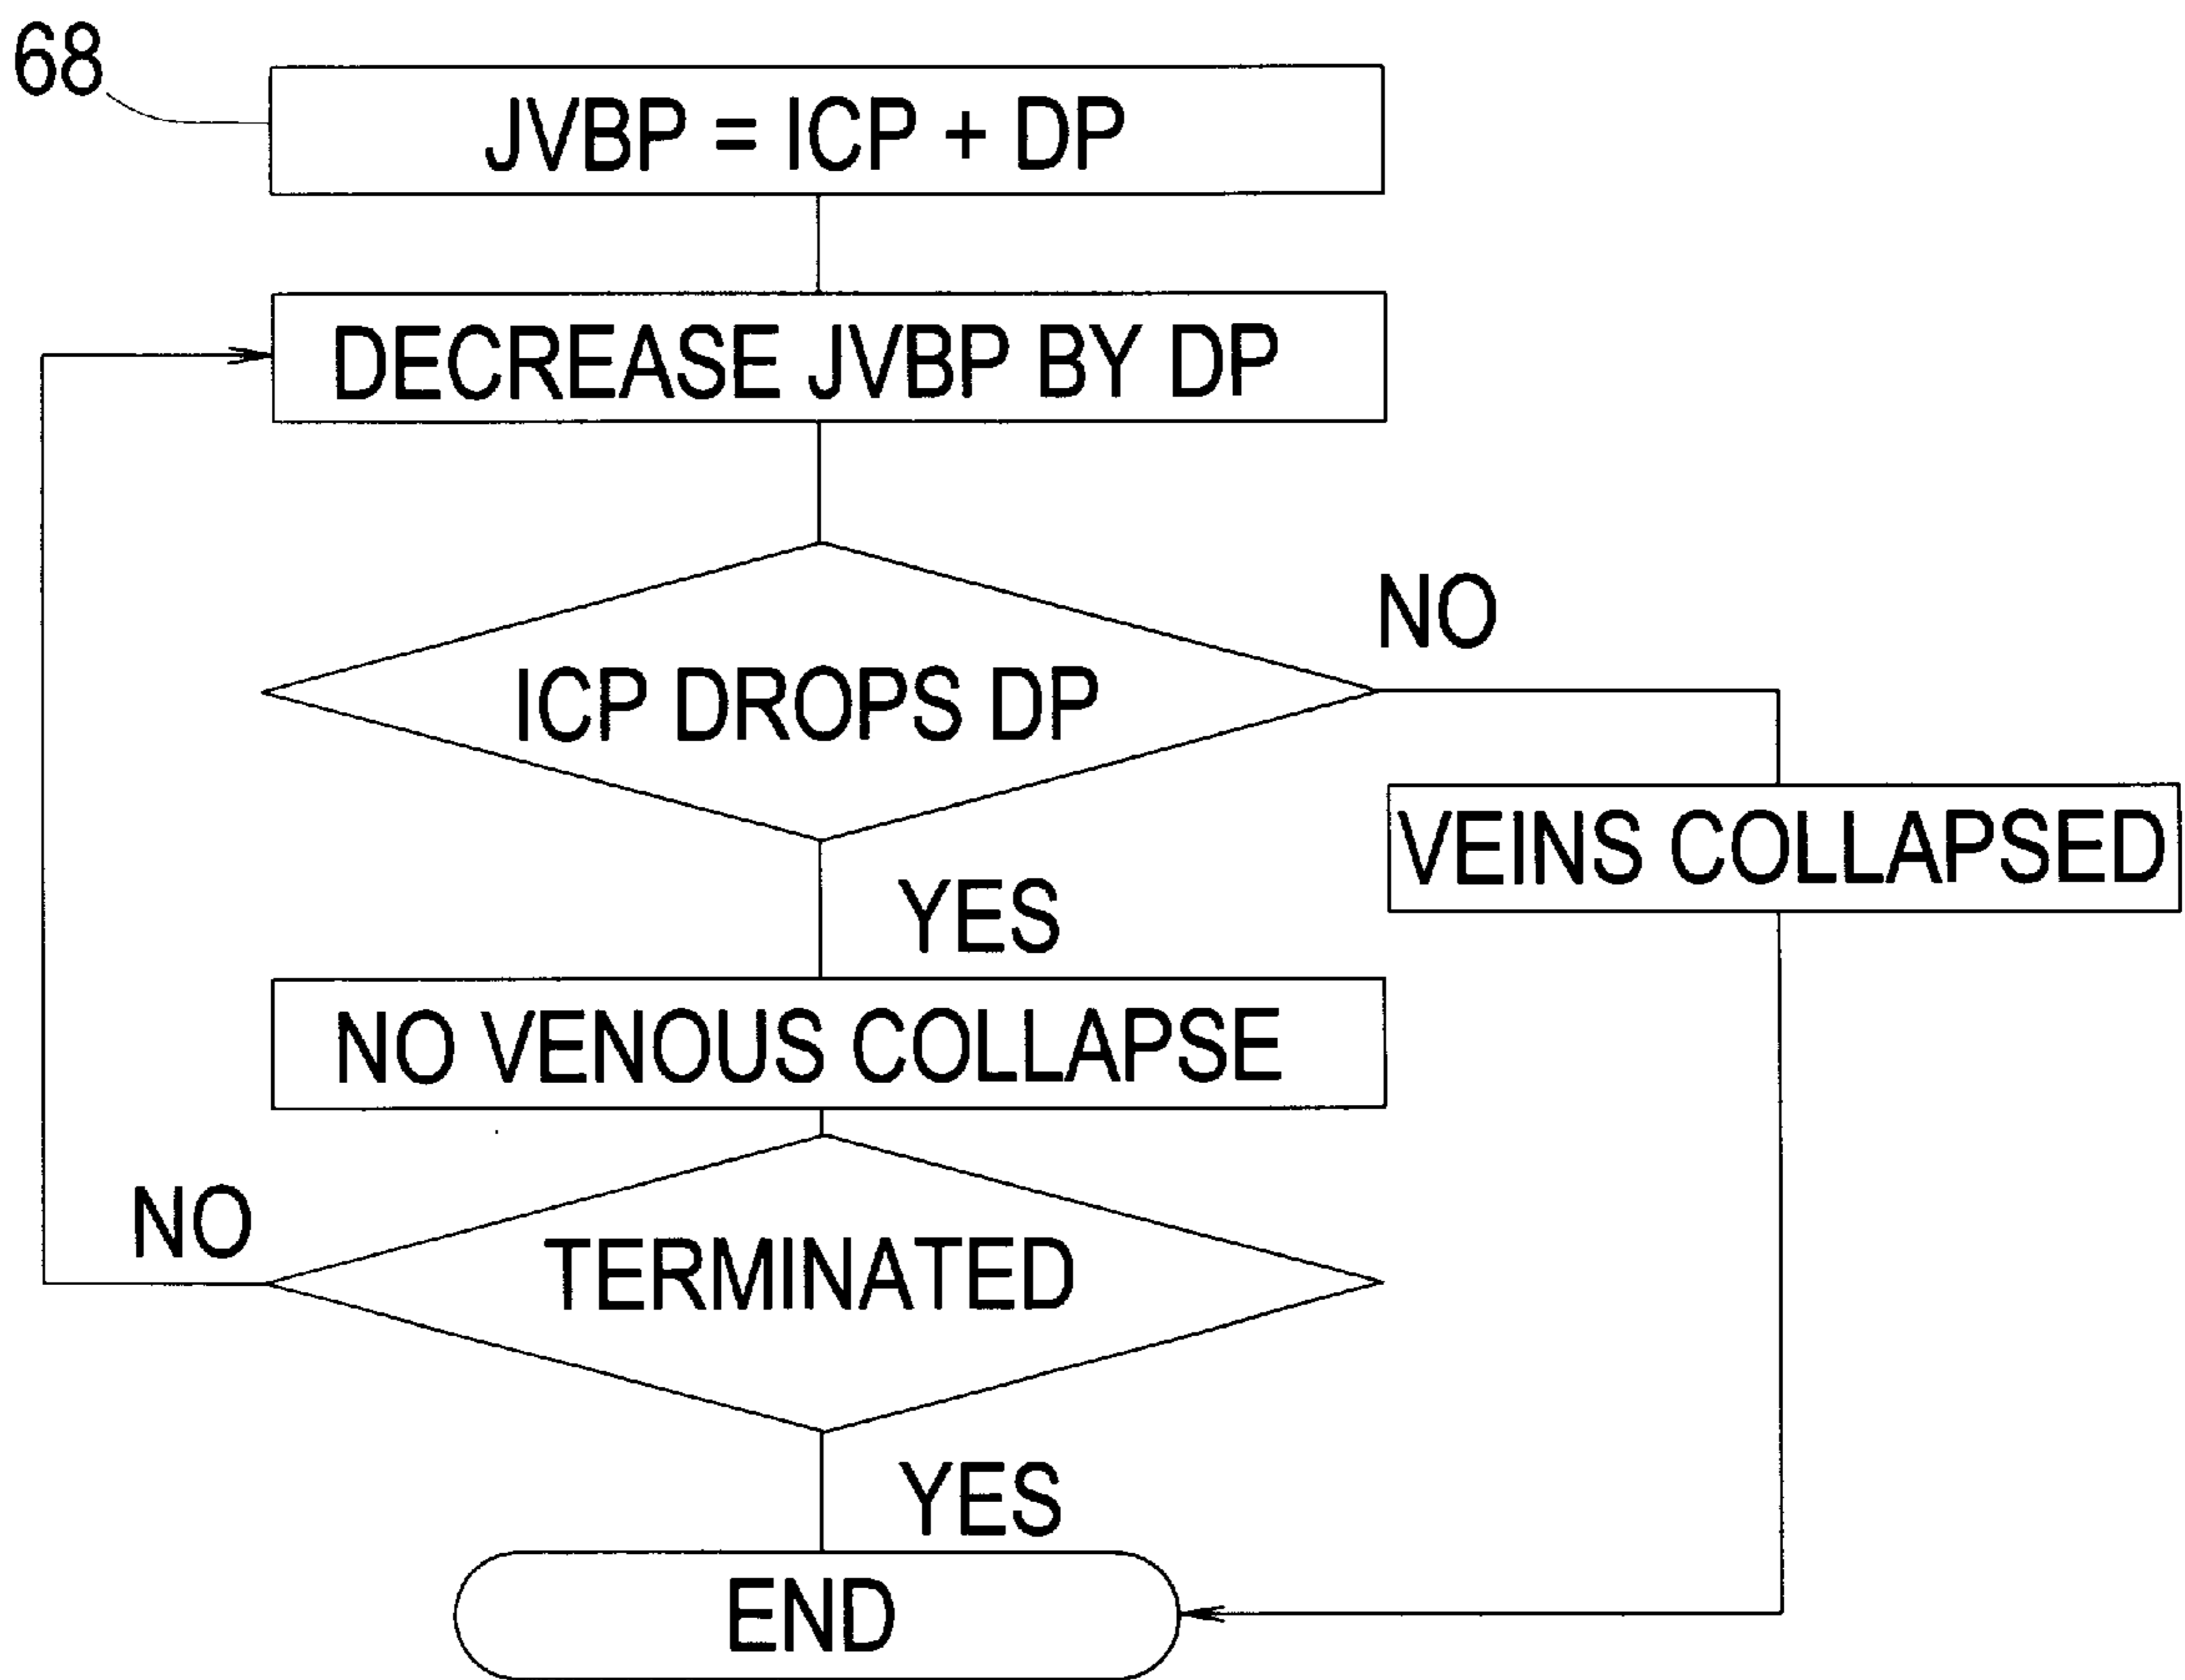 68
JVBP = ICP + DP
DECREASE JVBP BY DP
ICP DROPS DP
NO
VEINS COLLAPSED
YES
NO VENOUS COLLAPSE
NO
TERMINATED
YES
END